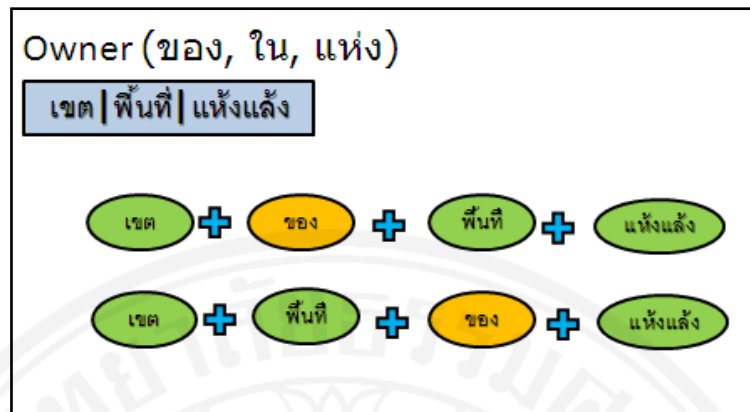 Owner (ของ, ใน, แห่ง)
เขต|พื้นที่|แห้งแล้ง
เขต + ของ + พื้นที่ + แห้งแล้ง
เขต + พื้นที่ + ของ + แห้งแล้ง